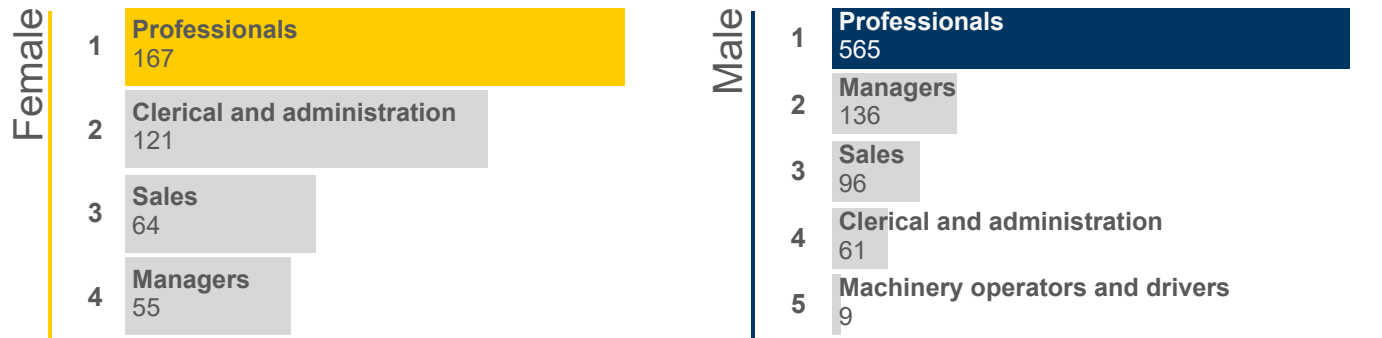 Female
1
Professionals
167
2
Clerical and administration
121
3
Sales
64
4
Managers
55
Male
1
Professionals
565
2
Managers
136
3
Sales
96
4
Clerical and administration
61
5
Machinery operators and drivers
9